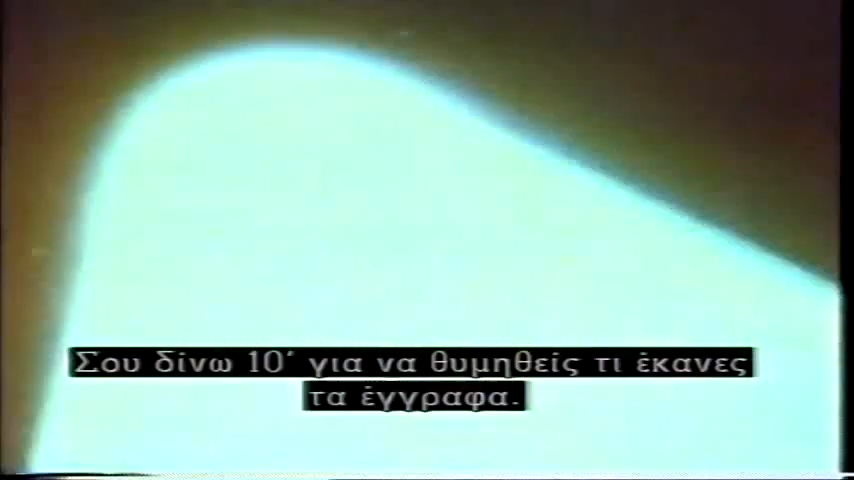 Σου δίνω 10' για να θυμηθείς τι έκανες
τα έγγραφα.